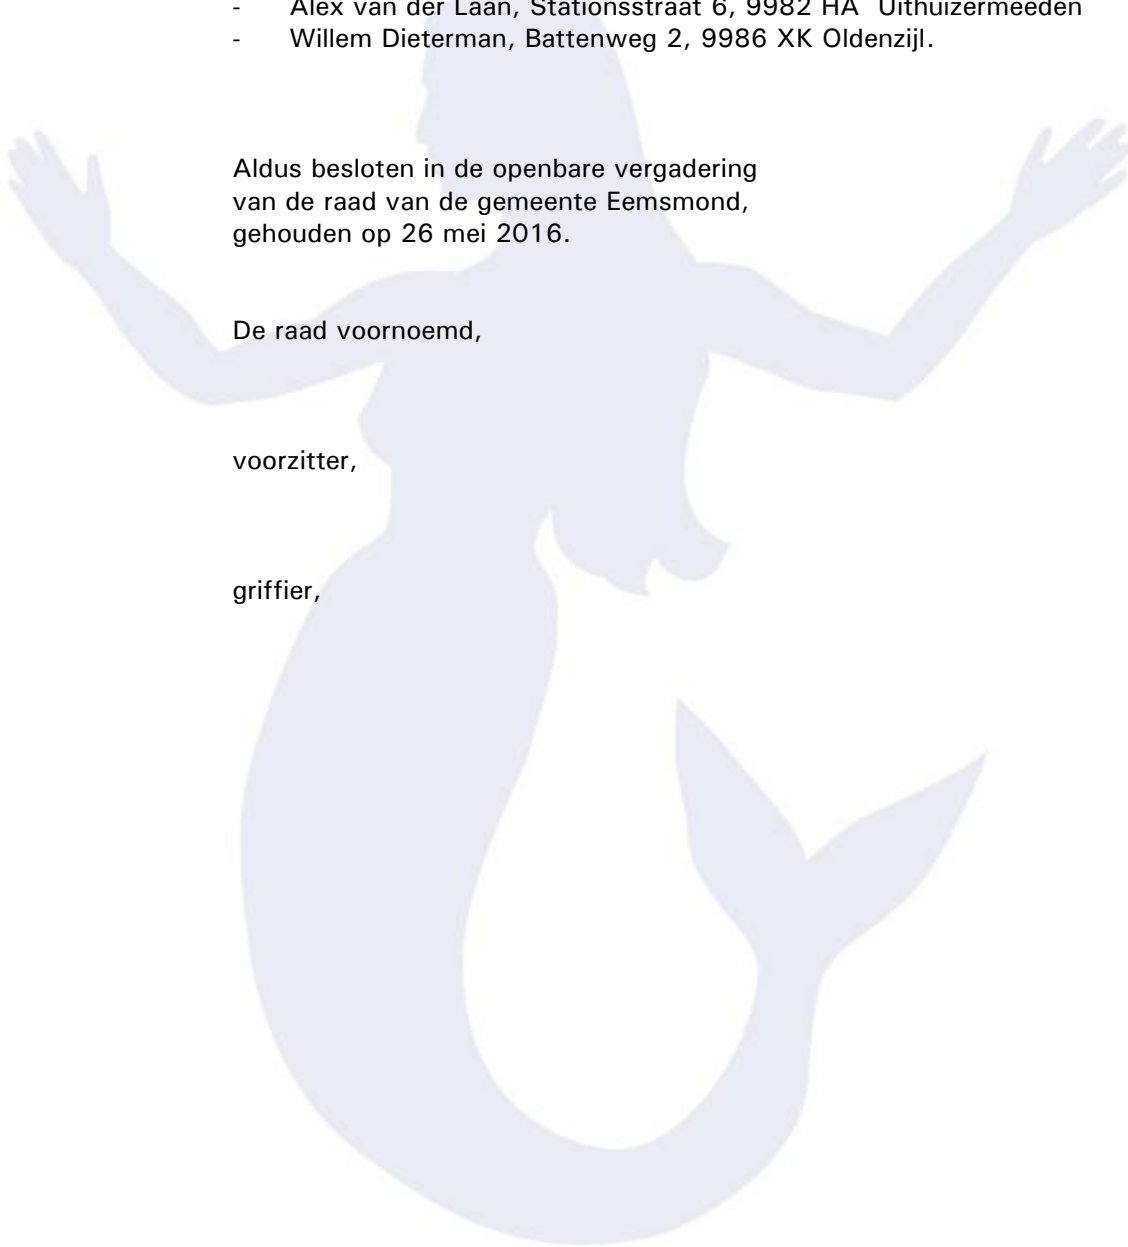 - Alex van der Laan, Stationsstraat 6, 9982 HA Uithuizermeeden
- Willem Dieterman, Battenweg 2, 9986 XK Oldenzijl.
Aldus besloten in de openbare vergadering
van de raad van de gemeente Eemsmond,
gehouden op 26 mei 2016.
De raad voornoemd,
voorzitter,
griffier,